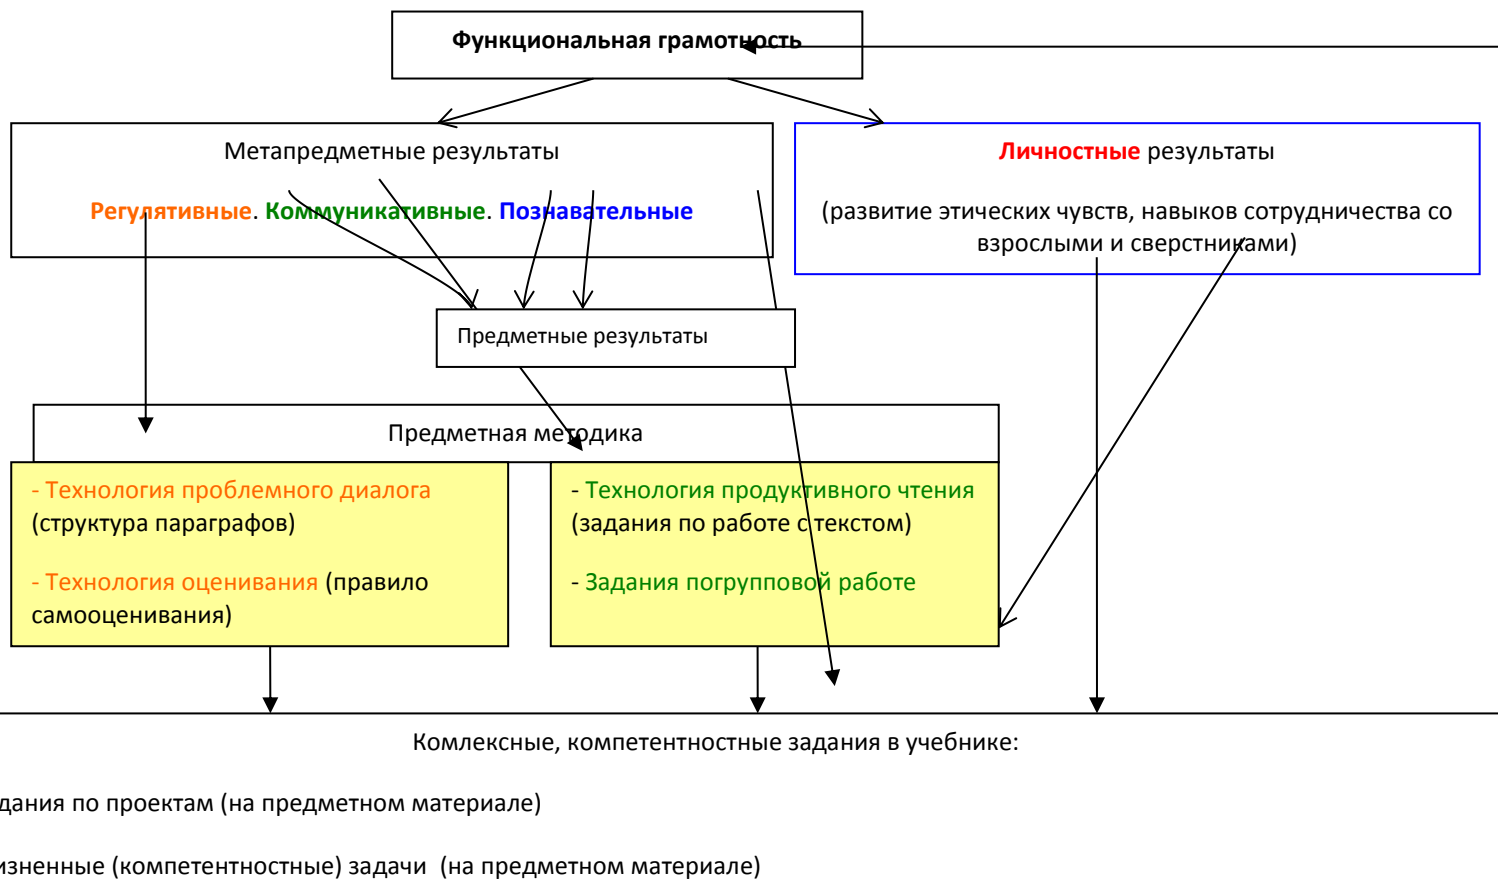 Функциональная грамотность
Метапредметные результаты
Регулятивные. Коммуникативные. Познавательные
Личностные результаты
(развитие этических чувств, навыков сотрудничества со
взрослыми и сверстниками)
Предметные результаты
Предметная методика
- Технология проблемного диалога
(структура параграфов)
- Технология оценивания (правило
самооценивания)
- Технология продуктивного чтения
(задания по работе с текстом)
- Задания погрупповой работе
Комлексные, компетентностные задания в учебнике:
дания по проектам (на предметном материале)
изненные (компетентностные) задачи (на предметном материале)